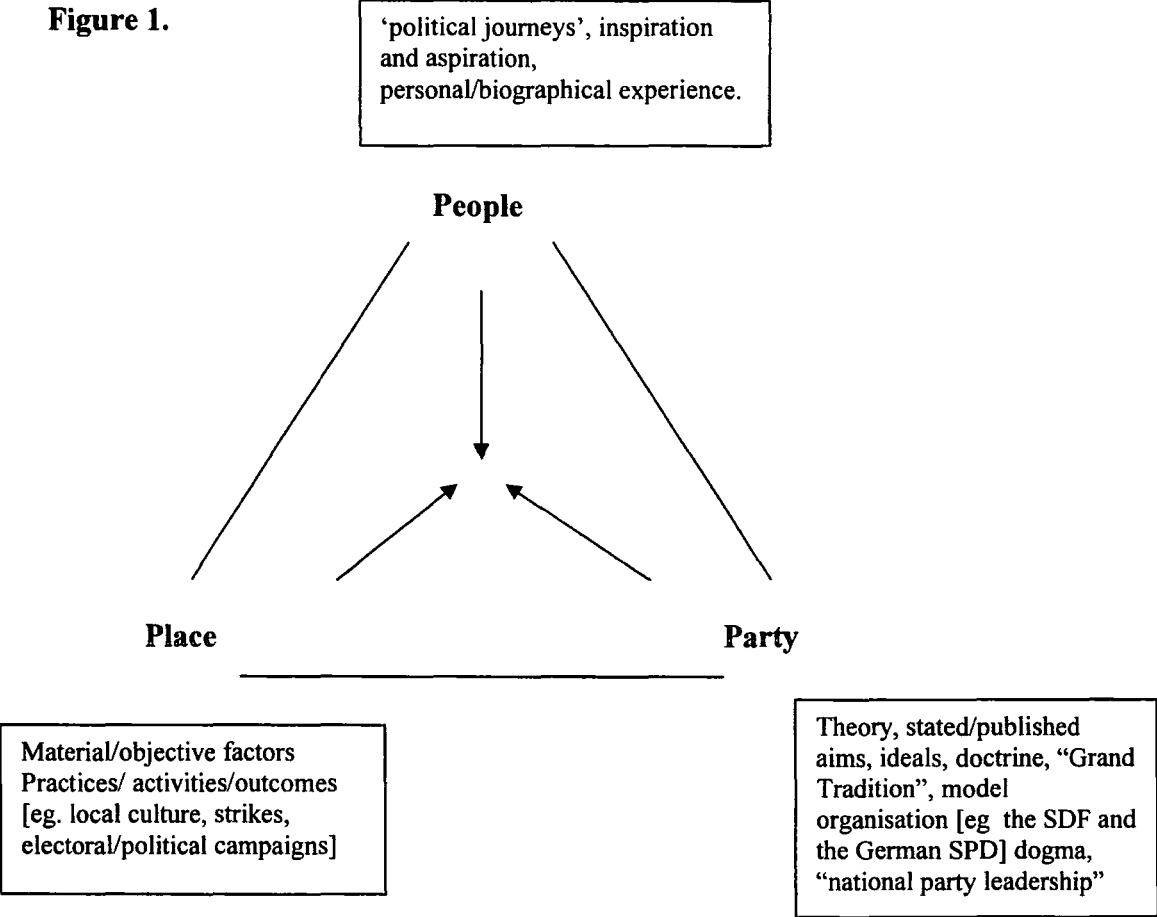 Figure 1.
‘political journeys’, inspiration
and aspiration,
personal/biographical experience.
People
Place
Party
Material/objective factors
Practices/ activities/outcomes
[eg. local culture, strikes,
electoral/political campaigns]
Theory, stated/published
aims, ideals, doctrine, “Grand
Tradition”, model
organisation [eg the SDF and
the German SPD] dogma,
“national party leadership”